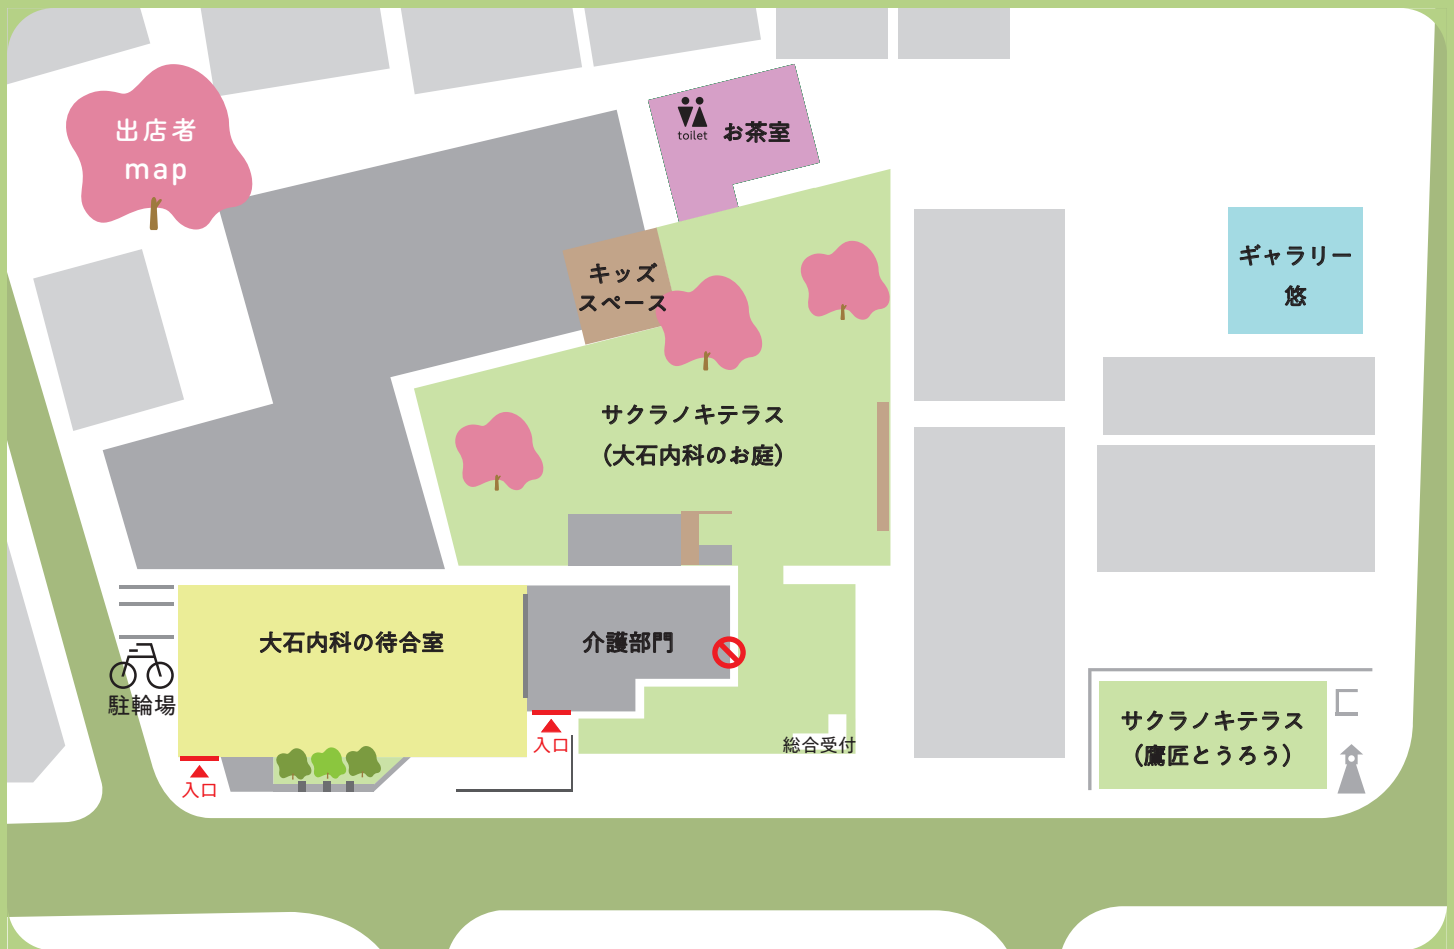 出店者
map
toilet
お茶室
キッズ
スペース
ギャラリー
悠
サクラノキテラス
(大石内科のお庭)
大石内科の待合室
介護部門
駐輪場
入口
入口
総合受付
サクラノキテラス
(鷹匠とうろう)